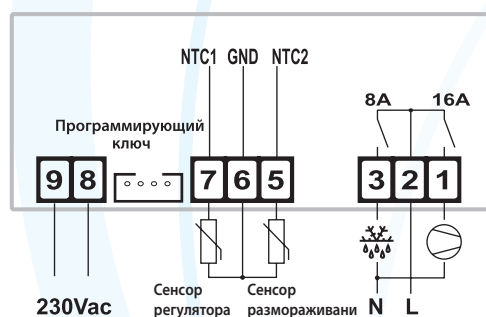 NTC1 GND NTC2
8A 16A
Программирующий
ключ
9 8 7 6 5 3 2 1
230Vac
Сенсор
регулятора
Сенсор
размораживани
N L